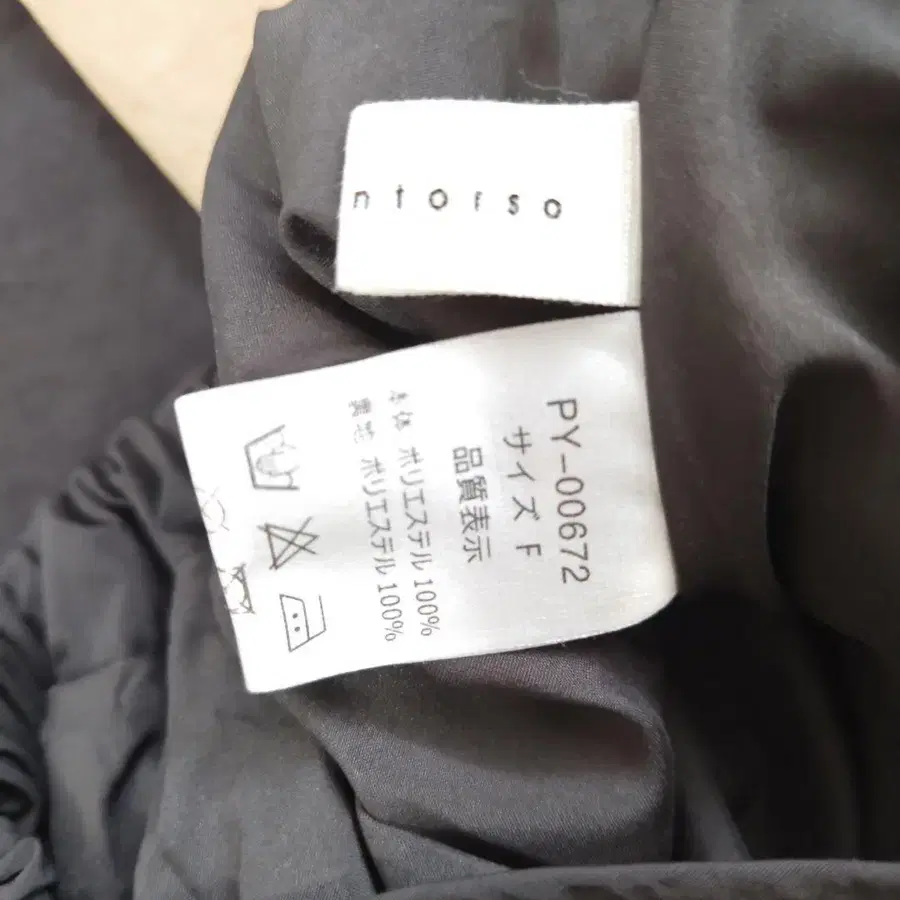 ntorso
PY-00672
サイズ F
品質表示
本体 ポリエステル 100%
裏地 ポリエステル 100%